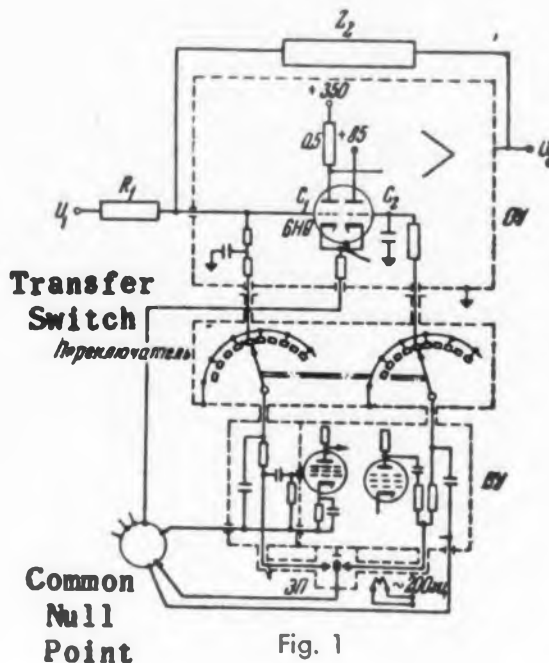 Z₂
+350
0,5
+85
U₁
R₁
C₁
6Н8
C₂
ОУ
Transfer
Switch
Переключатель
ВУ
ЭП
~200гц
Common
Null
Point
Fig. 1